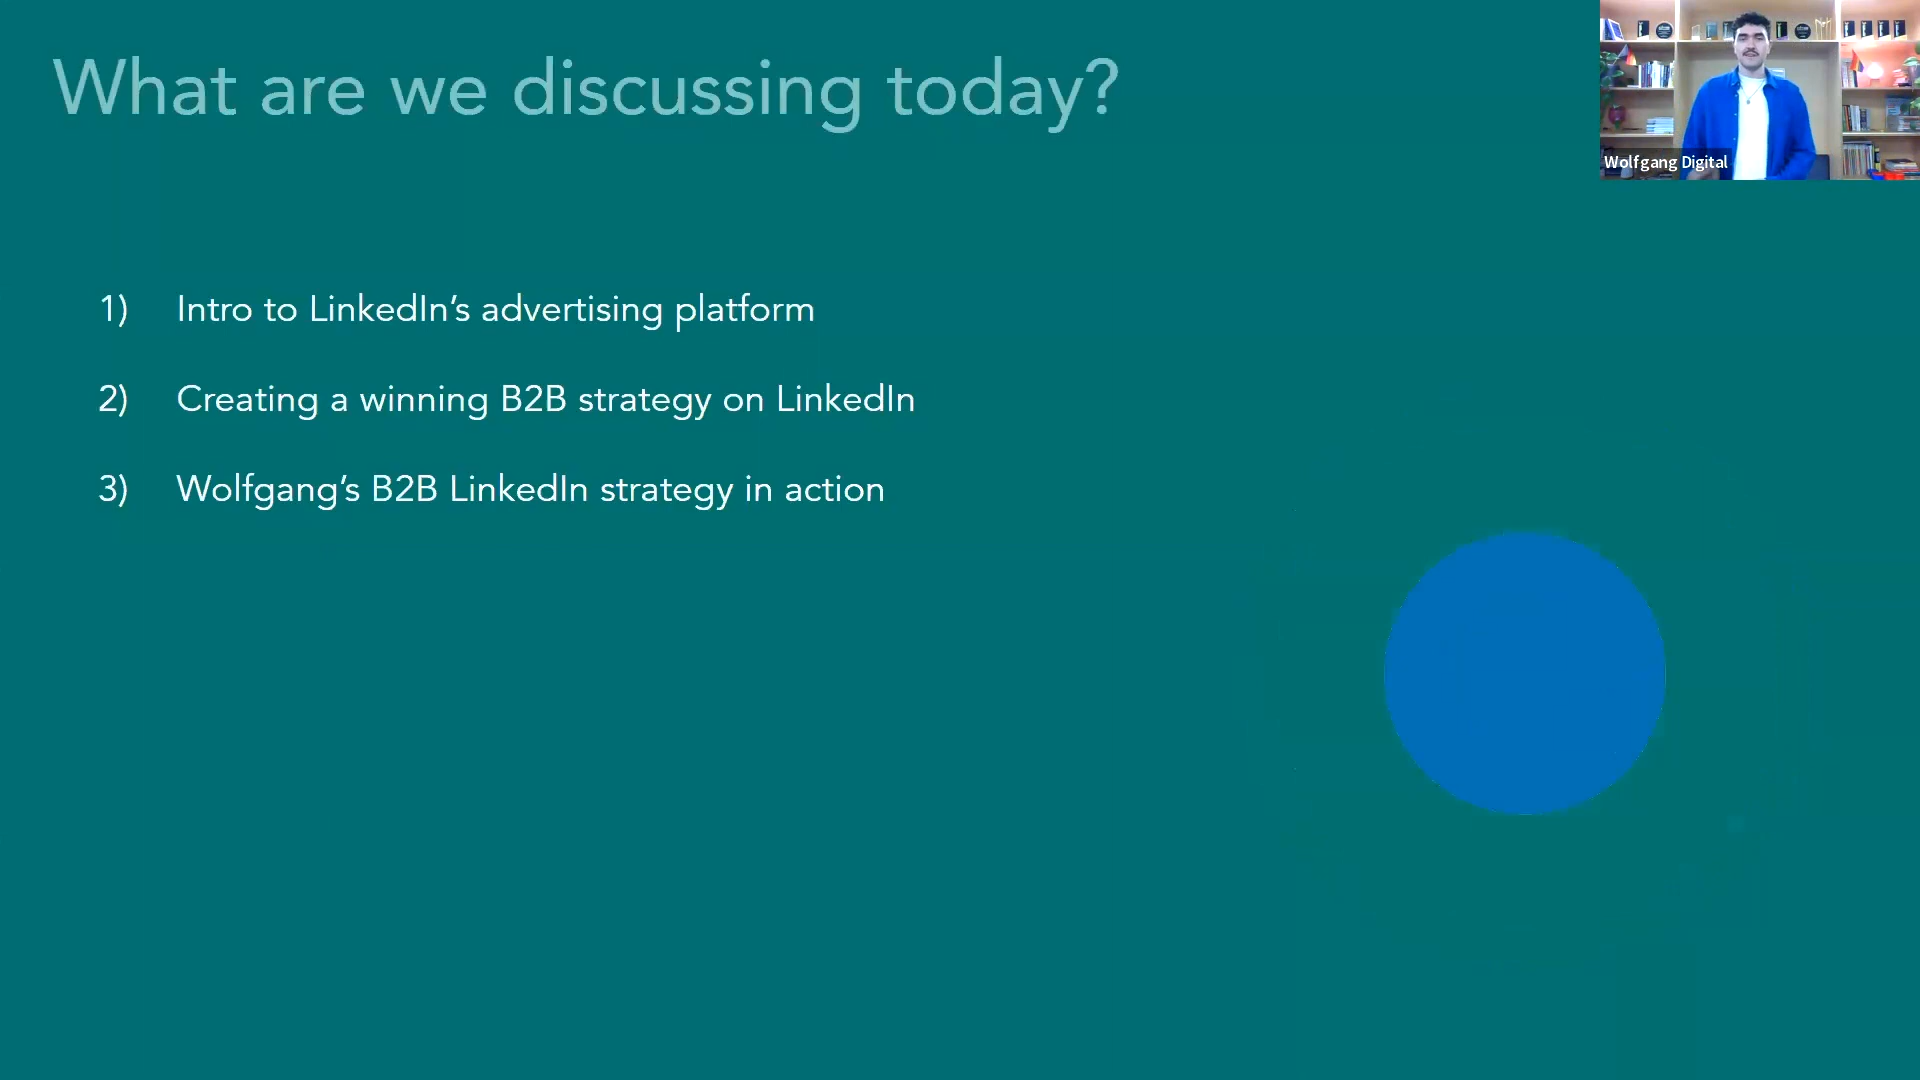 What are we discussing today?
Wolfgang Digital
1) Intro to LinkedIn’s advertising platform
2) Creating a winning B2B strategy on LinkedIn
3) Wolfgang’s B2B LinkedIn strategy in action